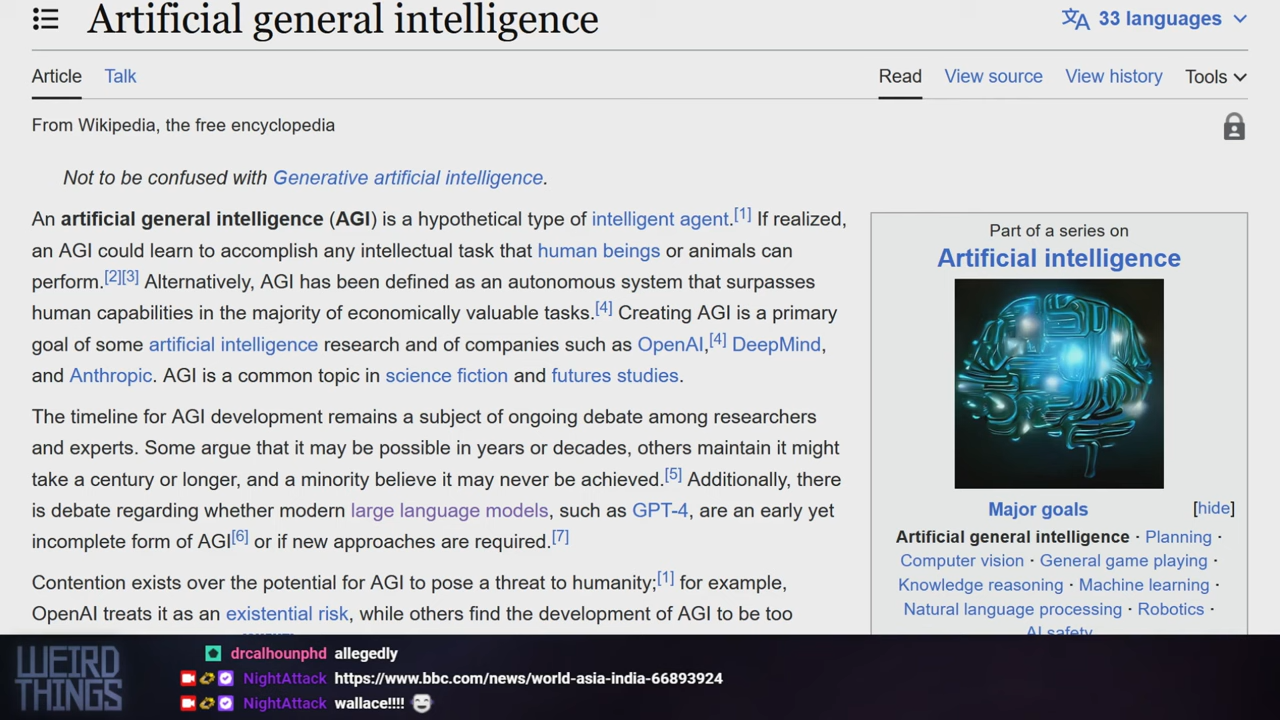 Artificial general intelligence
33 languages
Article Talk Read View source View history Tools
From Wikipedia, the free encyclopedia
Not to be confused with Generative artificial intelligence.
An artificial general intelligence (AGI) is a hypothetical type of intelligent agent.[1] If realized,
an AGI could learn to accomplish any intellectual task that human beings or animals can
perform.[2][3] Alternatively, AGI has been defined as an autonomous system that surpasses
human capabilities in the majority of economically valuable tasks.[4] Creating AGI is a primary
goal of some artificial intelligence research and of companies such as OpenAI,[4] DeepMind,
and Anthropic. AGI is a common topic in science fiction and futures studies.
The timeline for AGI development remains a subject of ongoing debate among researchers
and experts. Some argue that it may be possible in years or decades, others maintain it might
take a century or longer, and a minority believe it may never be achieved.[5] Additionally, there
is debate regarding whether modern large language models, such as GPT-4, are an early yet
incomplete form of AGI[6] or if new approaches are required.[7]
Contention exists over the potential for AGI to pose a threat to humanity;[1] for example,
OpenAI treats it as an existential risk, while others find the development of AGI to be too
Part of a series on
Artificial intelligence
Major goals [hide]
Artificial general intelligence · Planning ·
Computer vision · General game playing ·
Knowledge reasoning · Machine learning ·
Natural language processing · Robotics ·
AI safety
WEIRD
THINGS
drcalhounphd allegedly
NightAttack https://www.bbc.com/news/world-asia-india-66893924
NightAttack wallace!!!!